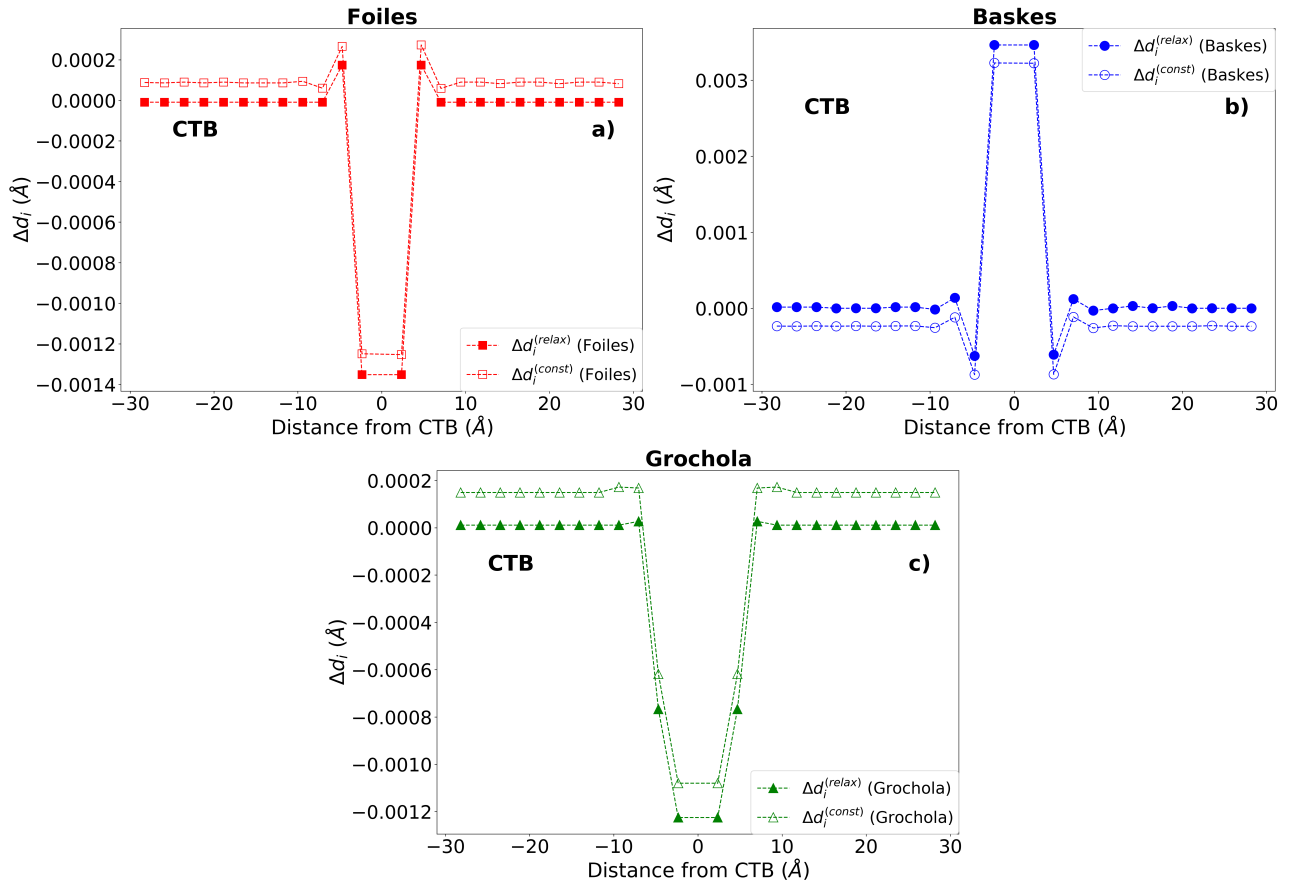 Foiles
0.0002
0.0000
−0.0002
−0.0004
−0.0006
−0.0008
−0.0010
−0.0012
−0.0014
Δd_i (Å)
CTB
a)
Δd_i^(relax) (Foiles)
Δd_i^(const) (Foiles)
−30 −20 −10 0 10 20 30
Distance from CTB (Å)
Baskes
0.003
0.002
0.001
0.000
−0.001
Δd_i (Å)
Δd_i^(relax) (Baskes)
Δd_i^(const) (Baskes)
CTB
b)
−30 −20 −10 0 10 20 30
Distance from CTB (Å)
Grochola
0.0002
0.0000
−0.0002
−0.0004
−0.0006
−0.0008
−0.0010
−0.0012
Δd_i (Å)
CTB
c)
Δd_i^(relax) (Grochola)
Δd_i^(const) (Grochola)
−30 −20 −10 0 10 20 30
Distance from CTB (Å)